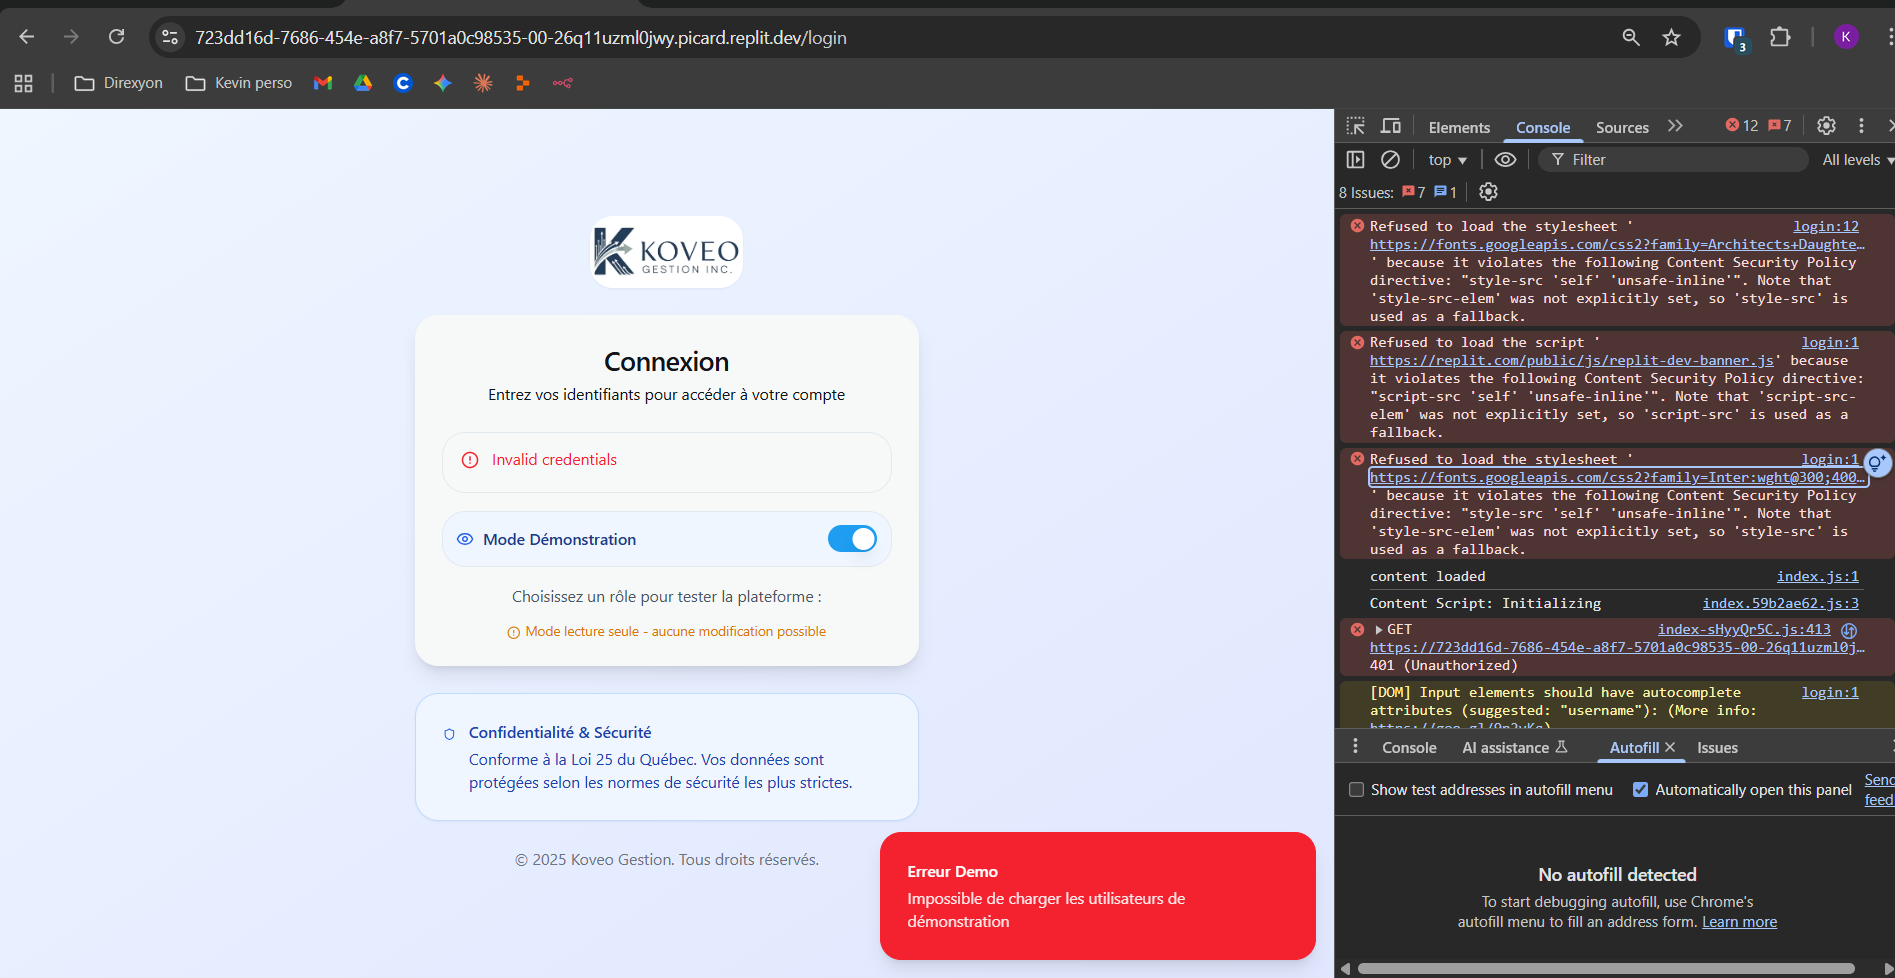 723dd16d-7686-454e-a8f7-5701a0c98535-00-26q11uzml0jwy.picard.replit.dev/login
3
K
Direxyon
Kevin perso
KOVEO
GESTION INC.
Connexion
Entrez vos identifiants pour accéder à votre compte
Invalid credentials
Mode Démonstration
Choisissez un rôle pour tester la plateforme :
Mode lecture seule - aucune modification possible
Confidentialité & Sécurité
Conforme à la Loi 25 du Québec. Vos données sont
protégées selon les normes de sécurité les plus strictes.
© 2025 Koveo Gestion. Tous droits réservés.
Erreur Demo
Impossible de charger les utilisateurs de
démonstration
Elements Console Sources 12 7
top Filter All levels
8 Issues: 7 1
Refused to load the stylesheet ' login:12
https://fonts.googleapis.com/css2?family=Architects+Daughte…
' because it violates the following Content Security Policy
directive: "style-src 'self' 'unsafe-inline'". Note that
'style-src-elem' was not explicitly set, so 'style-src' is
used as a fallback.
Refused to load the script ' login:1
https://replit.com/public/js/replit-dev-banner.js' because
it violates the following Content Security Policy directive:
"script-src 'self' 'unsafe-inline'". Note that 'script-src-
elem' was not explicitly set, so 'script-src' is used as a
fallback.
Refused to load the stylesheet ' login:1
https://fonts.googleapis.com/css2?family=Inter:wght@300;400…
' because it violates the following Content Security Policy
directive: "style-src 'self' 'unsafe-inline'". Note that
'style-src-elem' was not explicitly set, so 'style-src' is
used as a fallback.
content loaded index.js:1
Content Script: Initializing index.59b2ae62.js:3
GET index-sHyyQr5C.js:413
https://723dd16d-7686-454e-a8f7-5701a0c98535-00-26q11uzml0j…
401 (Unauthorized)
[DOM] Input elements should have autocomplete login:1
attributes (suggested: "username"): (More info:
Console AI assistance Autofill Issues
Show test addresses in autofill menu Automatically open this panel Send
feed
No autofill detected
To start debugging autofill, use Chrome's
autofill menu to fill an address form. Learn more